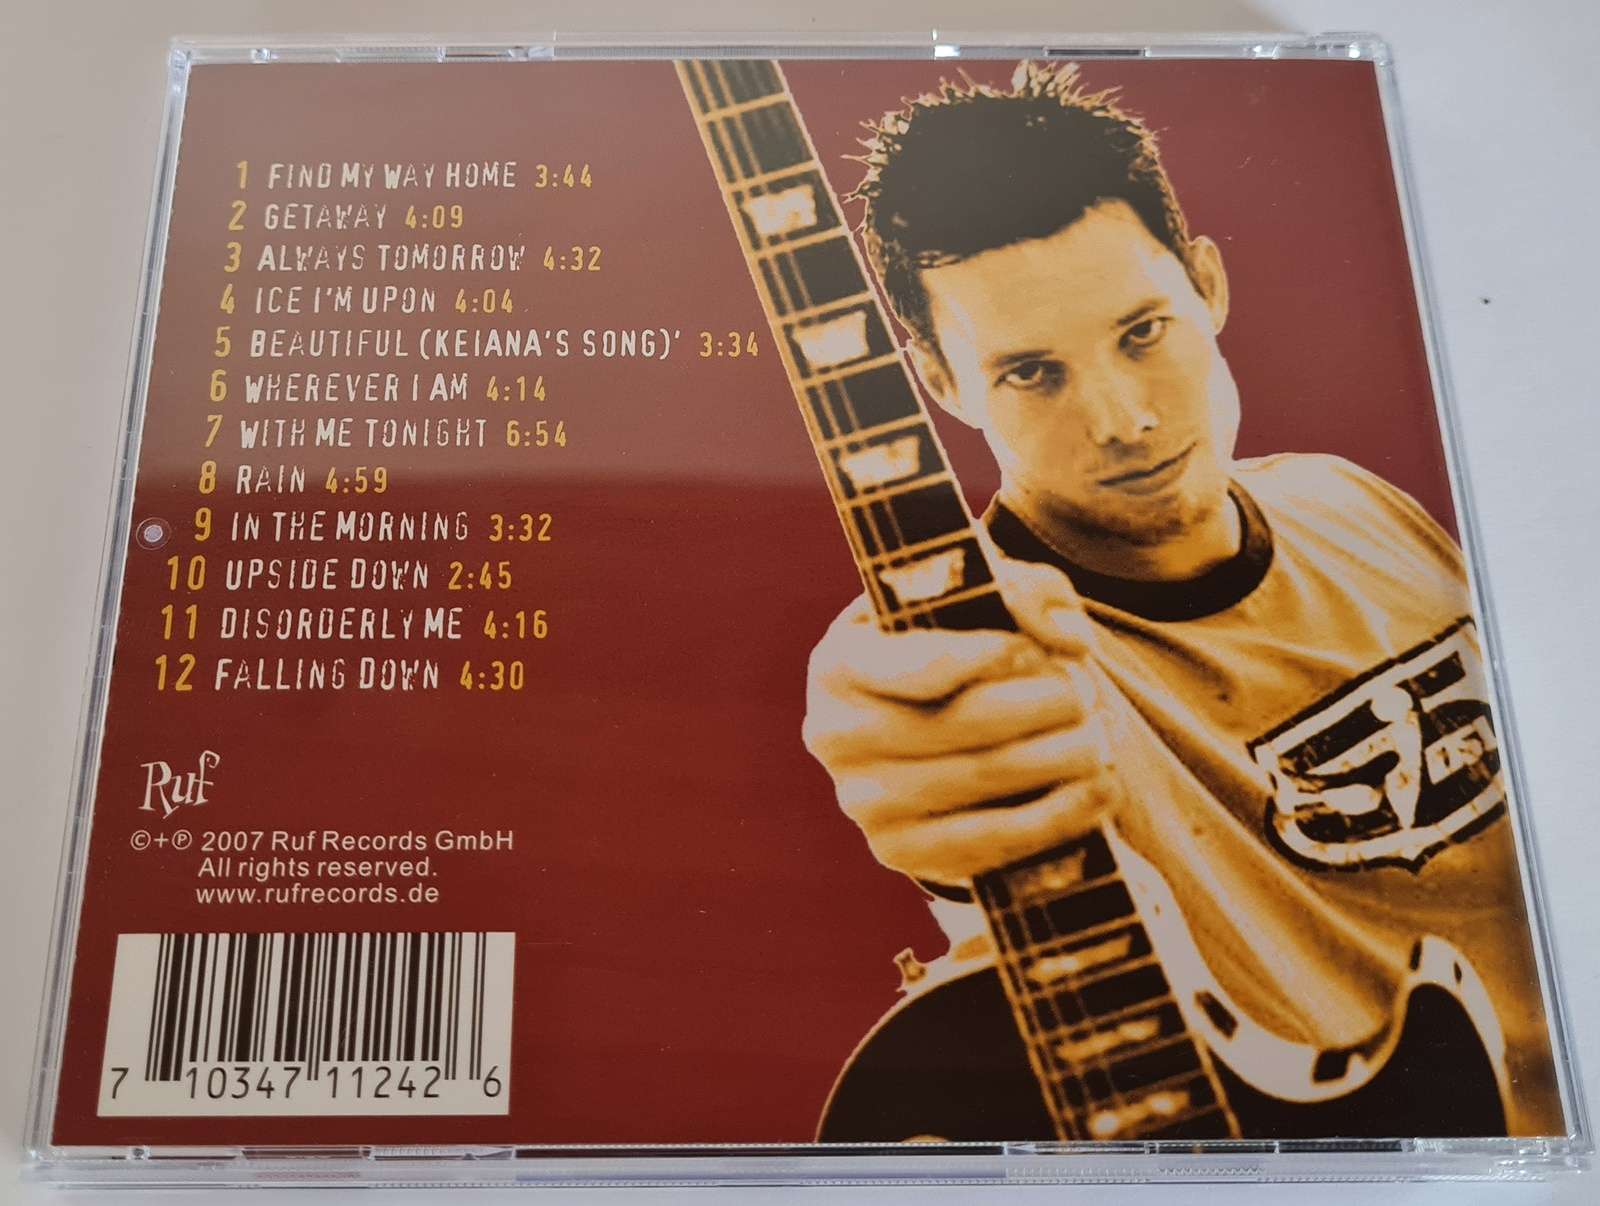 1 FIND MY WAY HOME 3:44
2 GETAWAY 4:09
3 ALWAYS TOMORROW 4:32
4 ICE I'M UPON 4:04
5 BEAUTIFUL (KEIANA'S SONG)' 3:34
6 WHEREVER I AM 4:14
7 WITH ME TONIGHT 6:54
8 RAIN 4:59
9 IN THE MORNING 3:32
10 UPSIDE DOWN 2:45
11 DISORDERLY ME 4:16
12 FALLING DOWN 4:30
Ruf
©+℗ 2007 Ruf Records GmbH
All rights reserved.
www.rufrecords.de
7 10347 11242 6